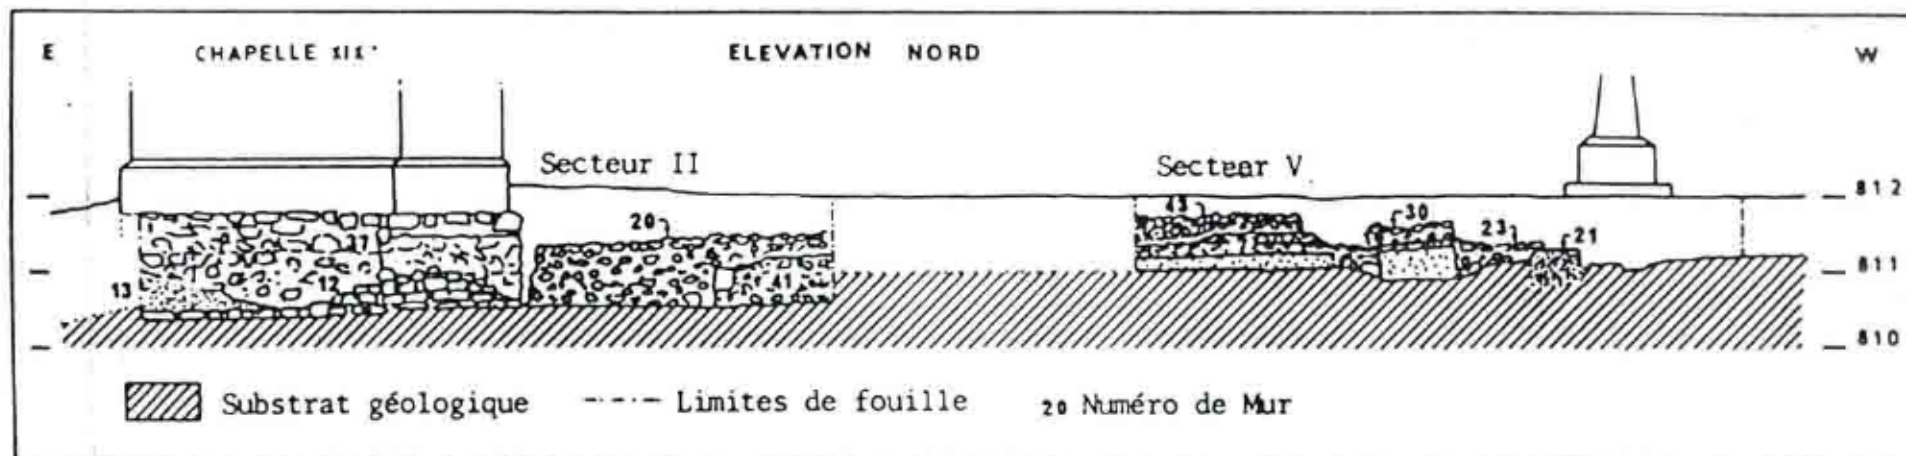 E CHAPELLE XIX° ELEVATION NORD W
Secteur II Secteur V
812
43 30
20 23 21
37
811
13 12 41
810
Substrat géologique Limites de fouille 20 Numéro de Mur